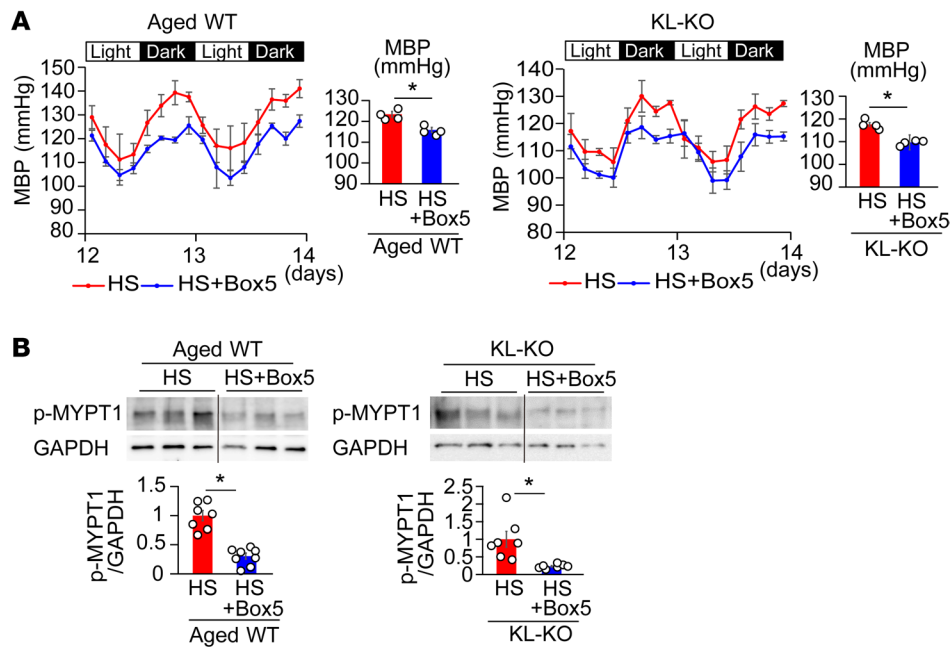 A
Aged WT
Light Dark Light Dark
MBP (mmHg)
150
140
130
120
110
100
90
80
12 13 14
(days)
HS HS+Box5
MBP
(mmHg)
*
130
120
110
100
90
HS HS
+Box5
Aged WT
KL-KO
Light Dark Light Dark
MBP (mmHg)
140
130
120
110
100
90
80
12 13 14
(days)
HS HS+Box5
MBP
(mmHg)
*
130
120
110
100
90
HS HS
+Box5
KL-KO
B
Aged WT
HS HS+Box5
p-MYPT1
GAPDH
p-MYPT1
/GAPDH
*
1.5
1
0.5
0
HS HS
+Box5
Aged WT
KL-KO
HS HS+Box5
p-MYPT1
GAPDH
p-MYPT1
/GAPDH
*
2.5
2
1.5
1
0.5
0
HS HS
+Box5
KL-KO